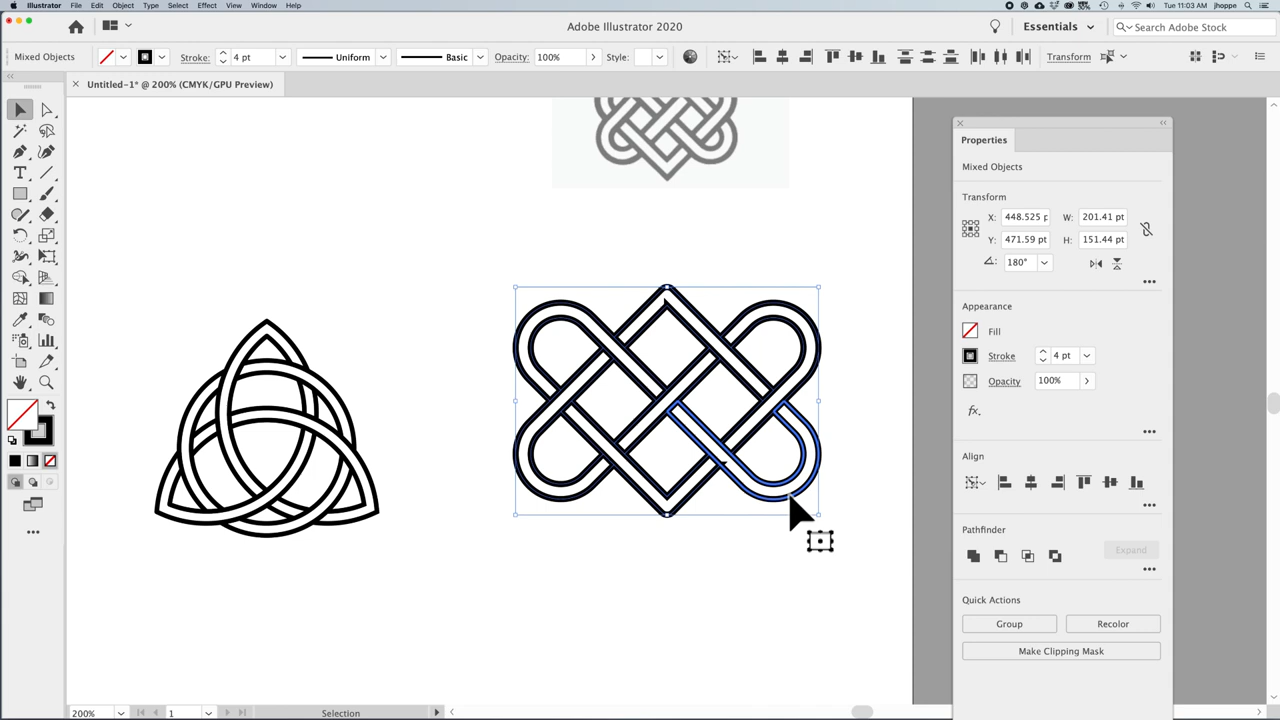 Illustrator File Edit Object Type Select Effect View Window Help Tue 11:03 AM jhoppe
Adobe Illustrator 2020 Essentials Search Adobe Stock
Mixed Objects Stroke: 4 pt Uniform Basic Opacity: 100% Style: Transform
Untitled-1* @ 200% (CMYK/GPU Preview)
Properties
Mixed Objects
Transform
X: 448.525 p W: 201.41 pt
Y: 471.59 pt H: 151.44 pt
180°
Appearance
Fill
Stroke 4 pt
Opacity 100%
fx.
Align
Pathfinder
Expand
Quick Actions
Group Recolor
Make Clipping Mask
200% 1 Selection